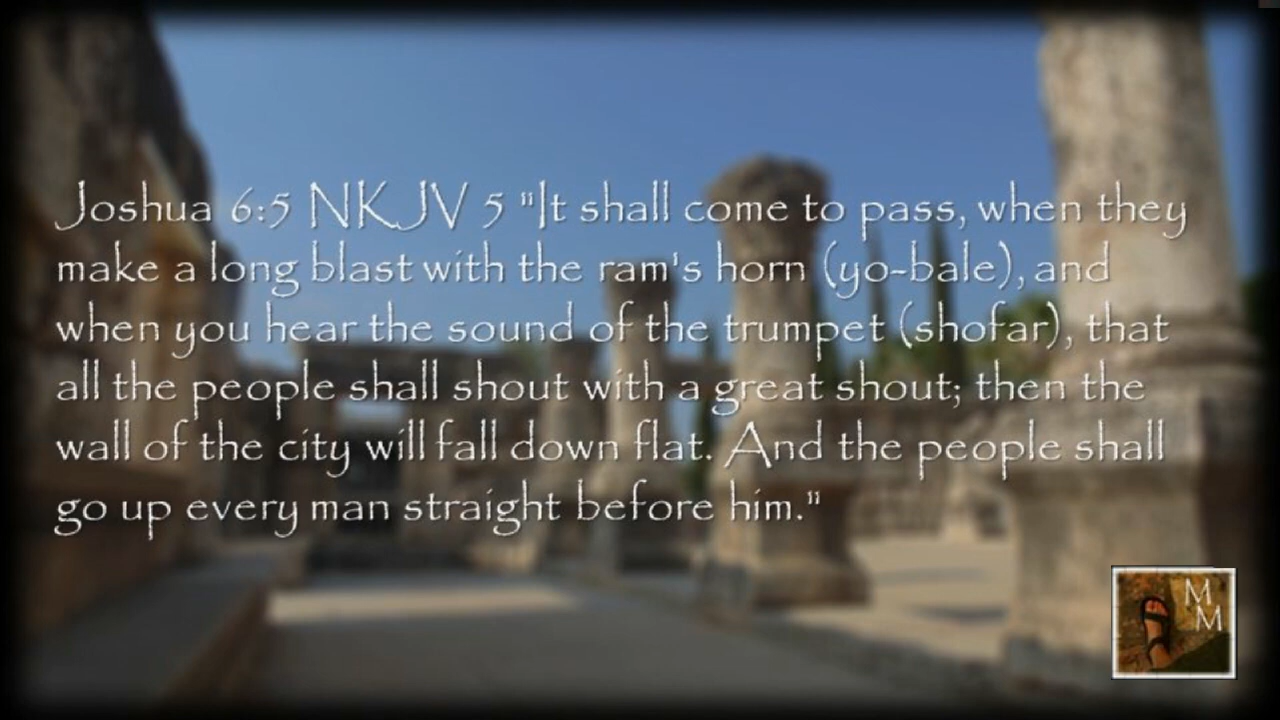 Joshua 6:5 NKJV 5 "It shall come to pass, when they
make a long blast with the ram's horn (yo-bale), and
when you hear the sound of the trumpet (shofar), that
all the people shall shout with a great shout; then the
wall of the city will fall down flat. And the people shall
go up every man straight before him."
M
M